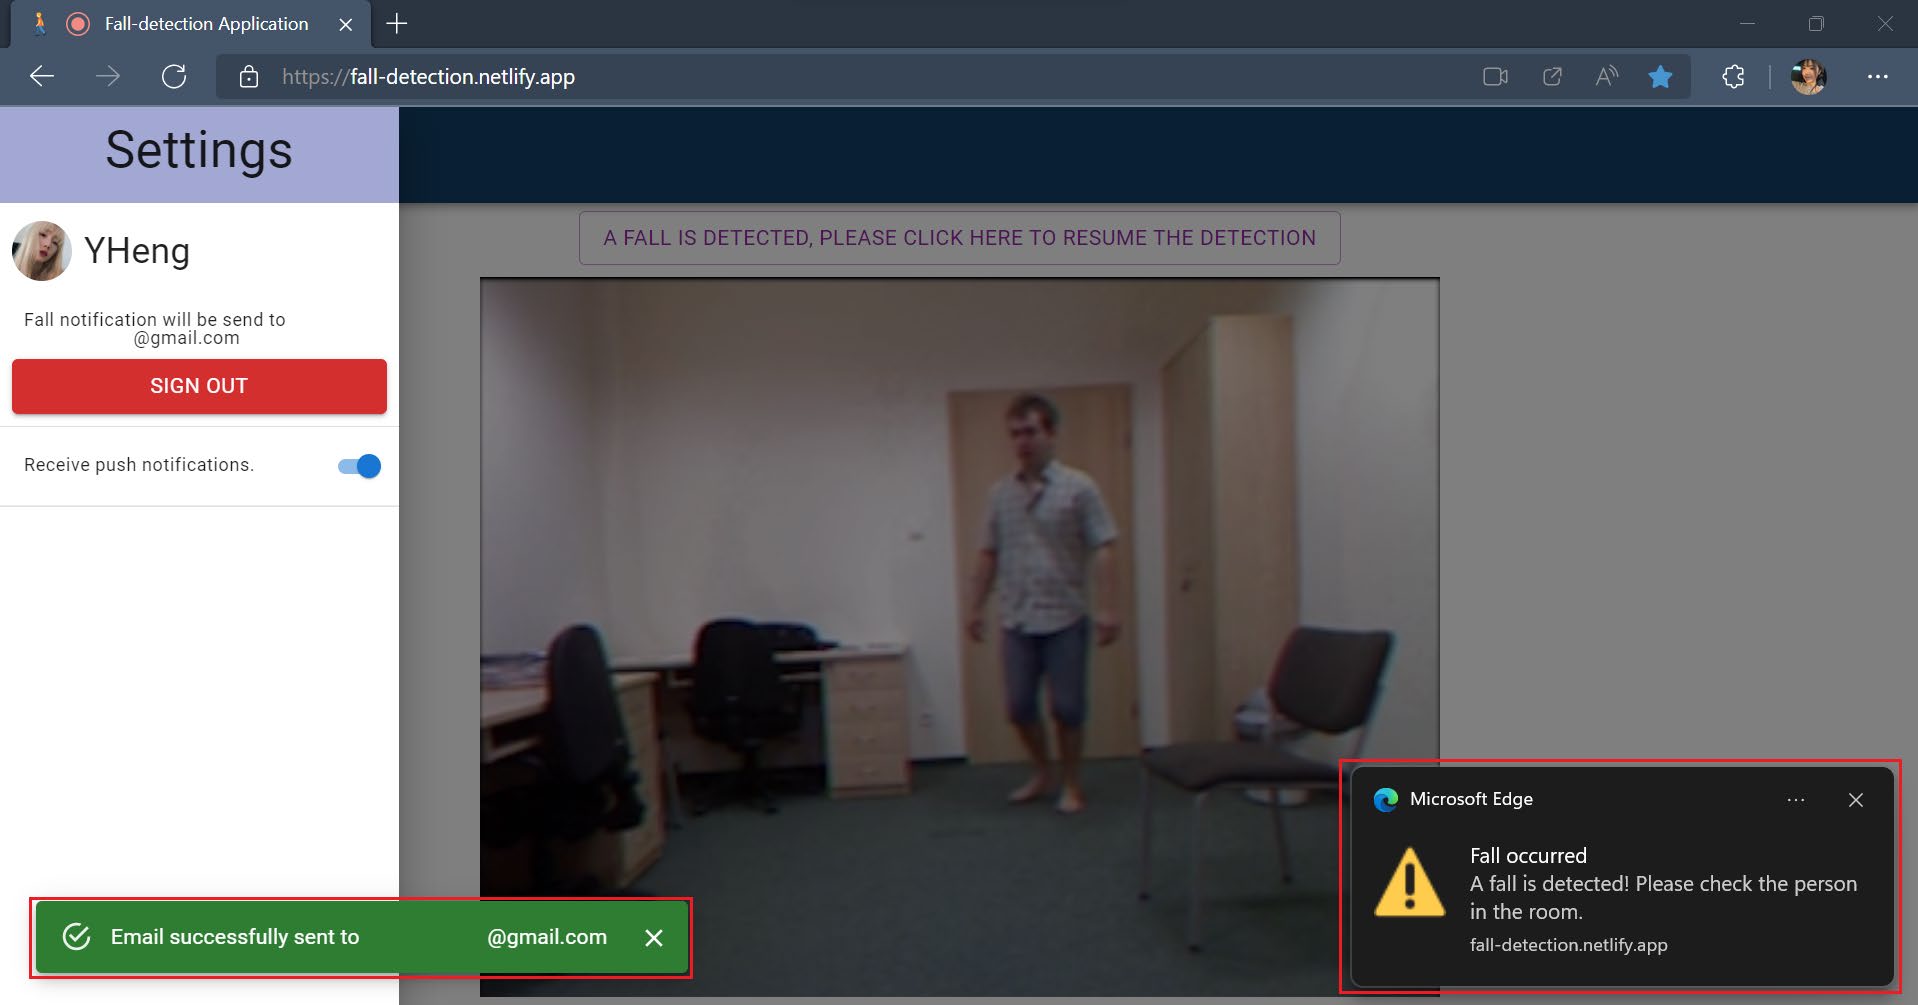 Fall-detection Application
https://fall-detection.netlify.app
Settings
YHeng
Fall notification will be send to
@gmail.com
SIGN OUT
Receive push notifications.
A FALL IS DETECTED, PLEASE CLICK HERE TO RESUME THE DETECTION
Microsoft Edge
Fall occurred
A fall is detected! Please check the person
in the room.
fall-detection.netlify.app
Email successfully sent to @gmail.com